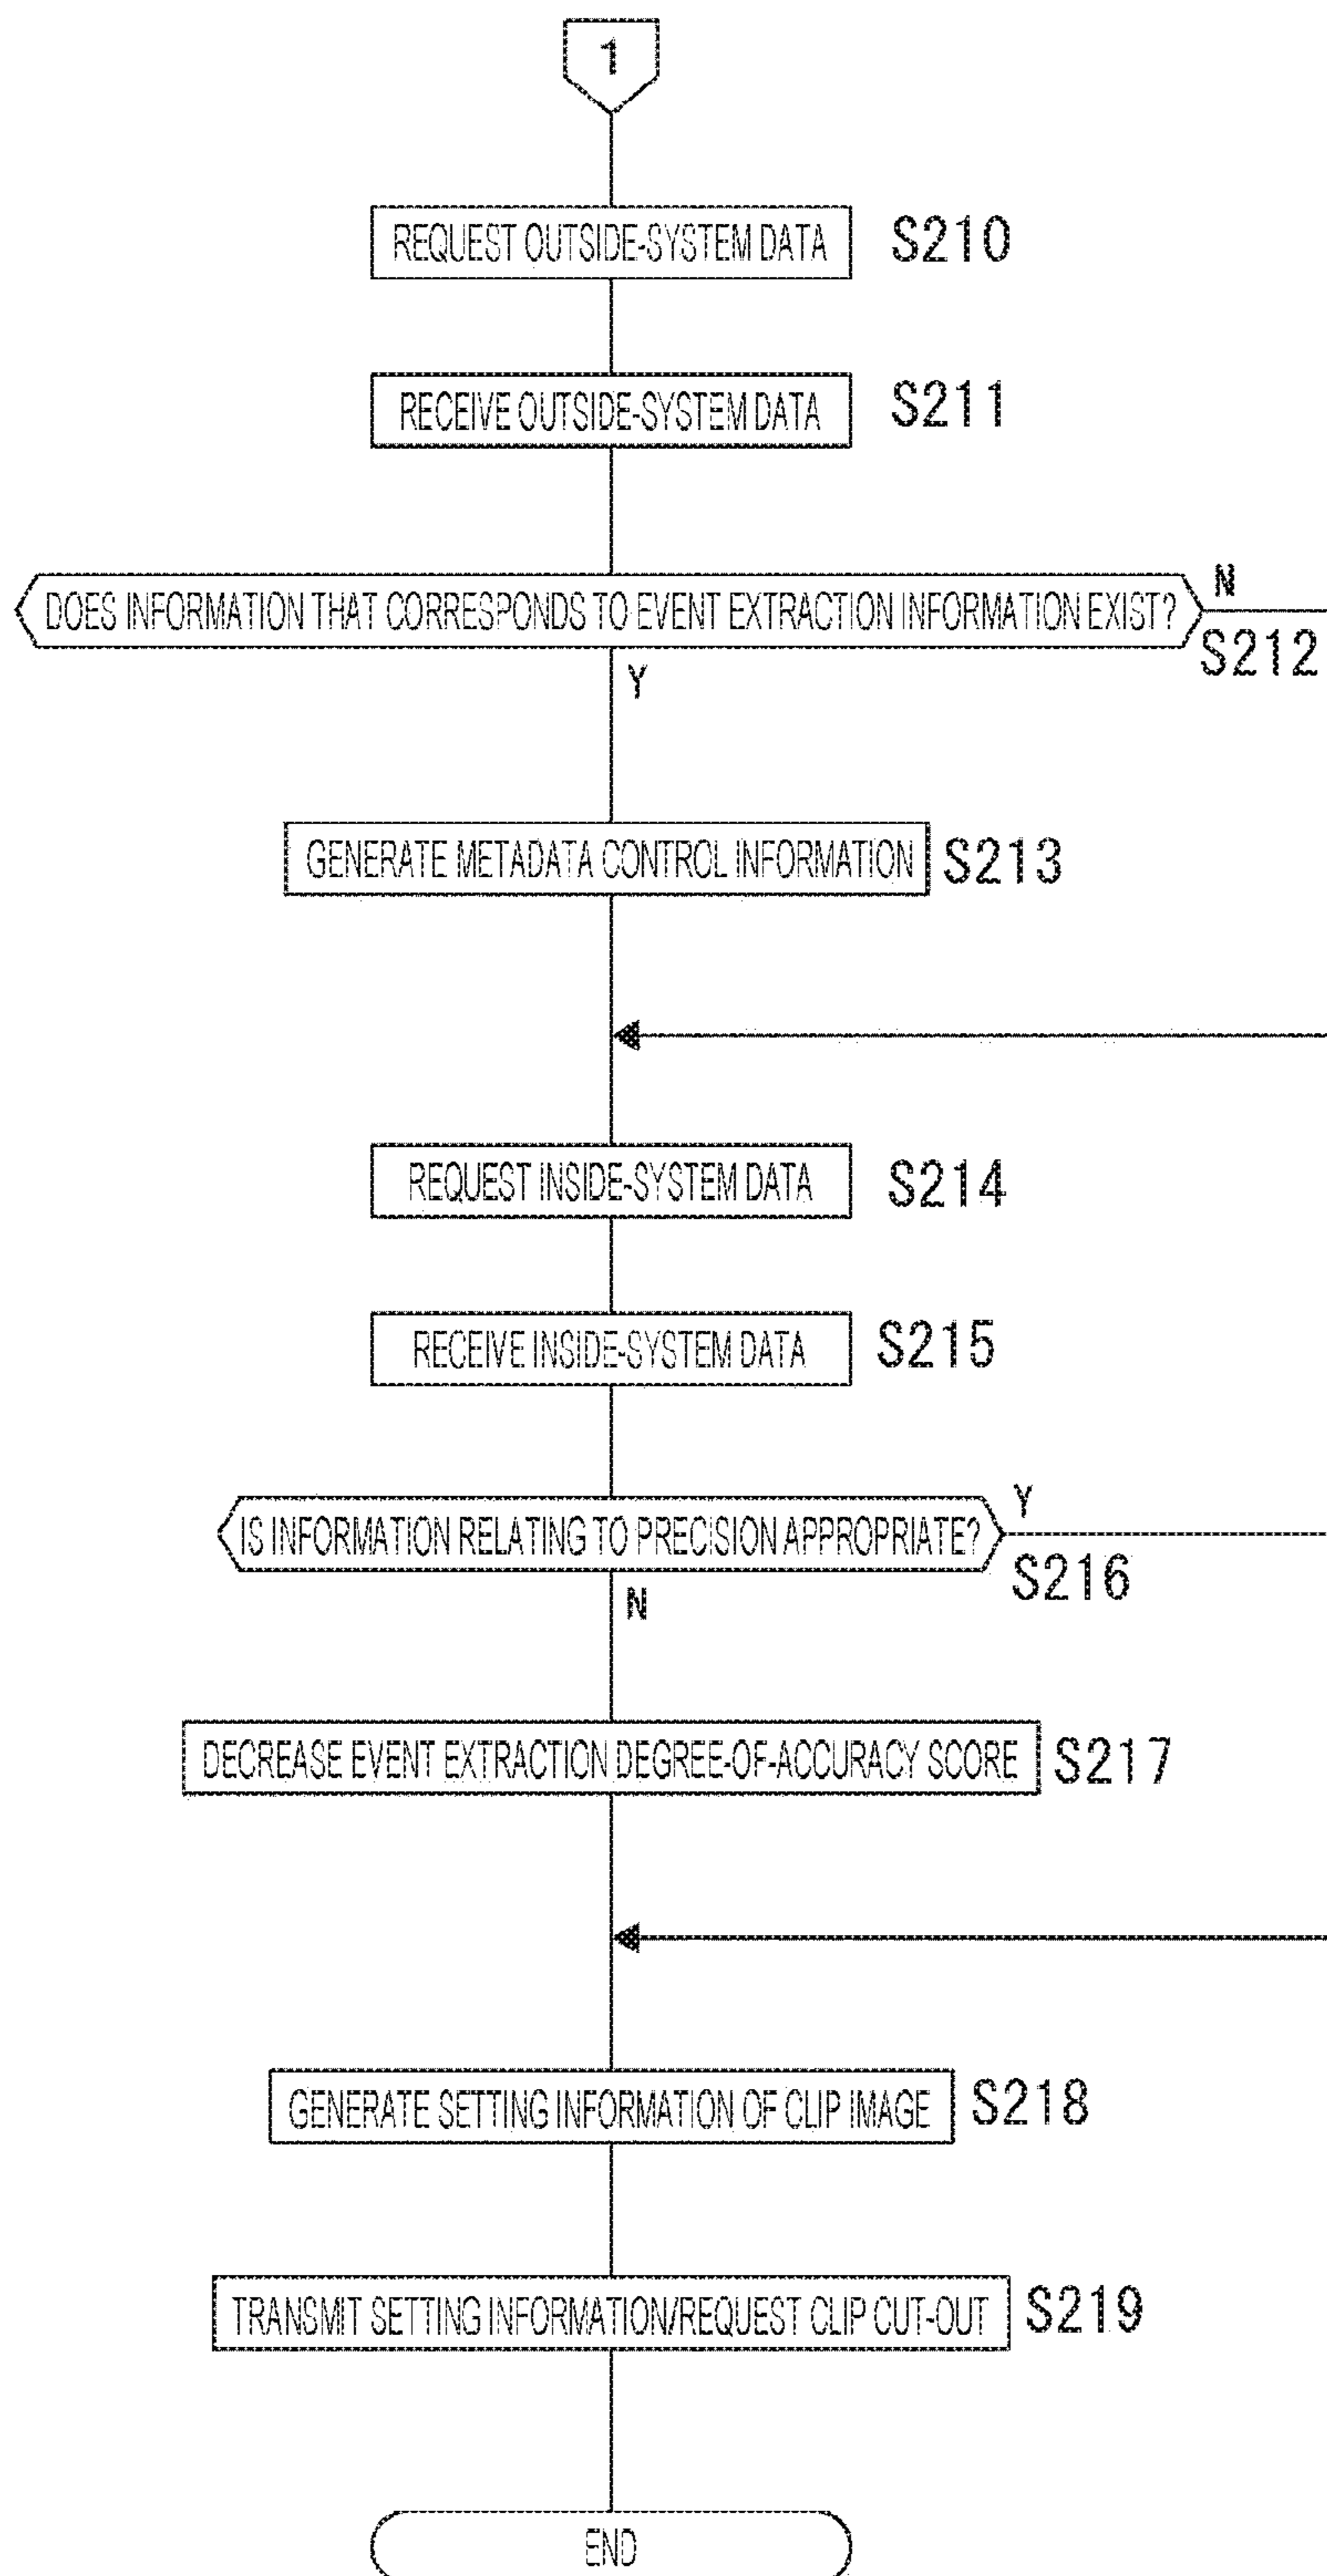 1
REQUEST OUTSIDE-SYSTEM DATA S210
RECEIVE OUTSIDE-SYSTEM DATA S211
DOES INFORMATION THAT CORRESPONDS TO EVENT EXTRACTION INFORMATION EXIST? N
S212
Y
GENERATE METADATA CONTROL INFORMATION S213
REQUEST INSIDE-SYSTEM DATA S214
RECEIVE INSIDE-SYSTEM DATA S215
IS INFORMATION RELATING TO PRECISION APPROPRIATE? Y
S216
N
DECREASE EVENT EXTRACTION DEGREE-OF-ACCURACY SCORE S217
GENERATE SETTING INFORMATION OF CLIP IMAGE S218
TRANSMIT SETTING INFORMATION/REQUEST CLIP CUT-OUT S219
END